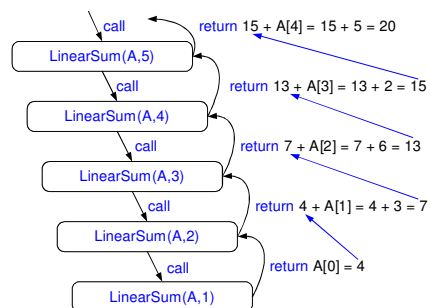 call
return 15 + A[4] = 15 + 5 = 20
LinearSum(A,5)
call
return 13 + A[3] = 13 + 2 = 15
LinearSum(A,4)
call
return 7 + A[2] = 7 + 6 = 13
LinearSum(A,3)
call
return 4 + A[1] = 4 + 3 = 7
LinearSum(A,2)
call
return A[0] = 4
LinearSum(A,1)